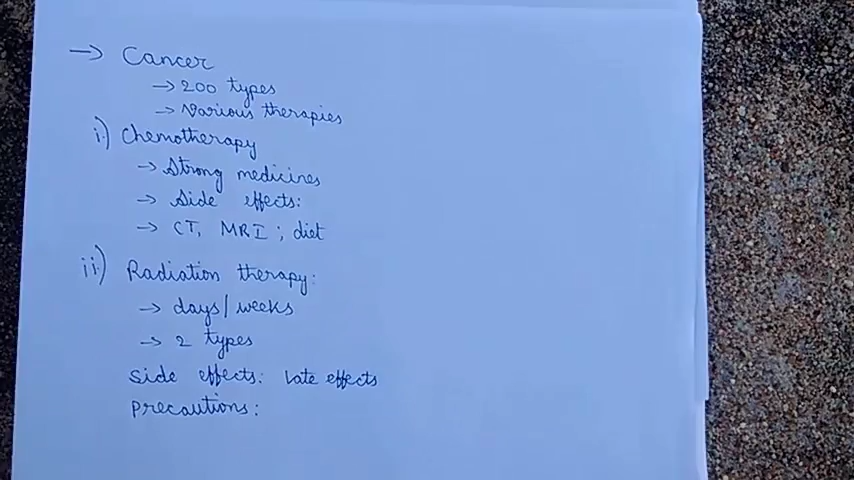 → Cancer
→ 200 types
→ Various therapies
i) Chemotherapy
→ Strong medicines
→ Side effects:
→ CT, MRI ; diet
ii) Radiation therapy:
→ days/weeks
→ 2 types
Side effects: Late effects
Precautions: